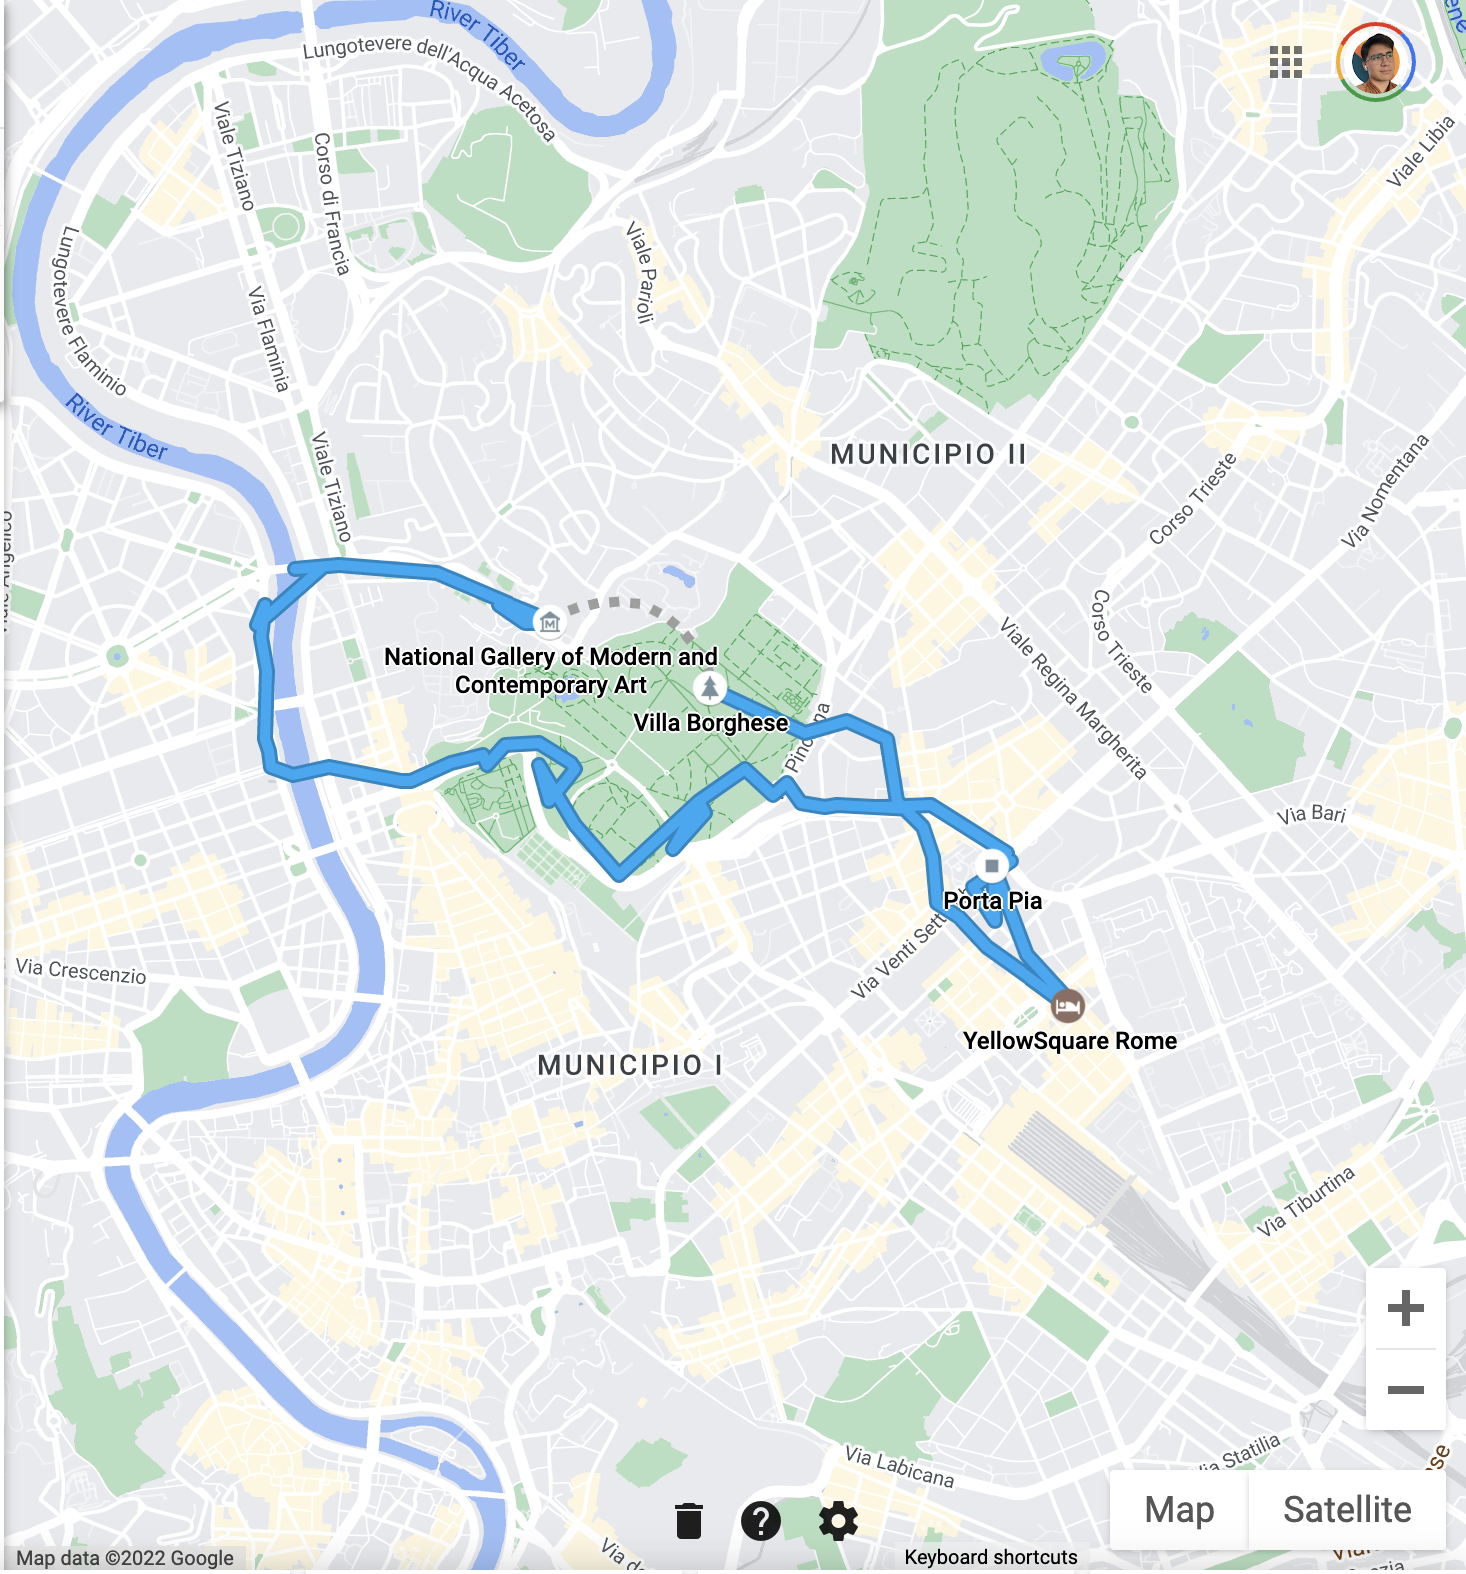 River Tiber
Lungotevere dell'Acqua Acetosa
Viale Tiziano
Corso di Francia
Viale Libia
Lungotevere Flaminio
Viale Parioli
Via Flaminia
River Tiber
Viale Tiziano
MUNICIPIO II
Corso Trieste
Via Nomentana
Viale Angelico
National Gallery of Modern and
Contemporary Art
Villa Borghese
Corso Trieste
Viale Regina Margherita
Via Bari
Porta Pia
Via Venti Sett
Via Crescenzio
YellowSquare Rome
MUNICIPIO I
Via Tiburtina
Via Labicana
Via Statilia
Map
Satellite
Map data ©2022 Google
Keyboard shortcuts